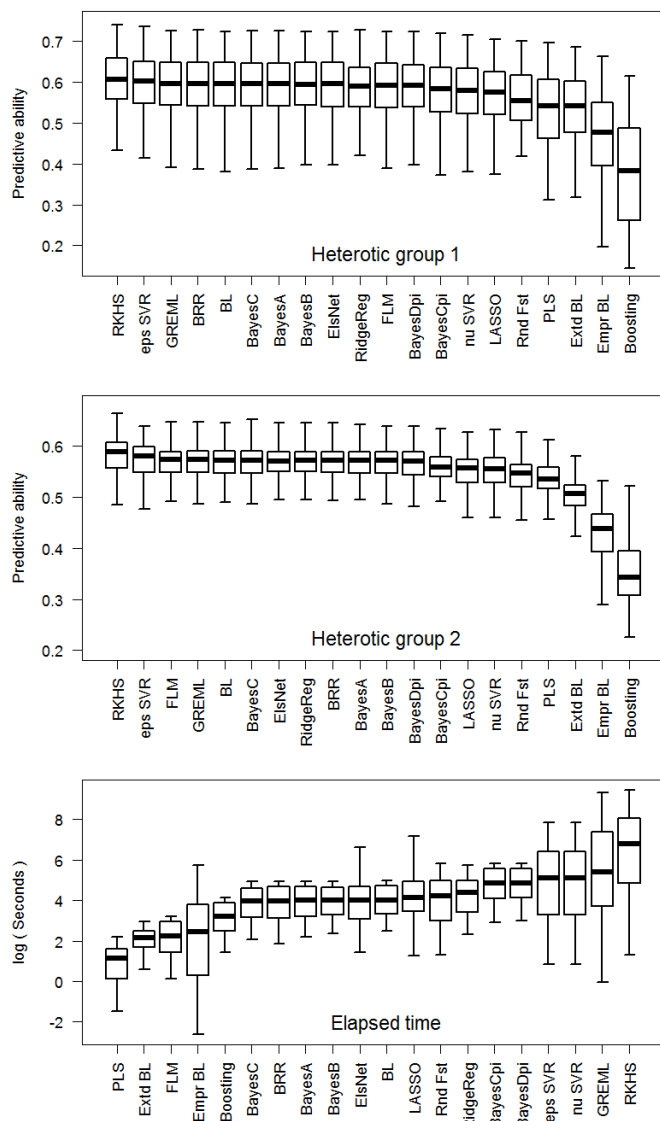 Predictive ability
0.7
0.6
0.5
0.4
0.3
0.2
Heterotic group 1
RKHS
eps SVR
GREML
BRR
BL
BayesC
BayesA
BayesB
ElsNet
RidgeReg
FLM
BayesDpi
BayesCpi
nu SVR
LASSO
Rnd Fst
PLS
Extd BL
Empr BL
Boosting
Predictive ability
0.6
0.5
0.4
0.3
0.2
Heterotic group 2
RKHS
eps SVR
FLM
GREML
BL
BayesC
ElsNet
RidgeReg
BRR
BayesA
BayesB
BayesDpi
BayesCpi
LASSO
nu SVR
Rnd Fst
PLS
Extd BL
Empr BL
Boosting
log ( Seconds )
8
6
4
2
0
-2
Elapsed time
PLS
Extd BL
FLM
Empr BL
Boosting
BayesC
BRR
BayesA
BayesB
ElsNet
BL
LASSO
Rnd Fst
RidgeReg
BayesCpi
BayesDpi
eps SVR
nu SVR
GREML
RKHS